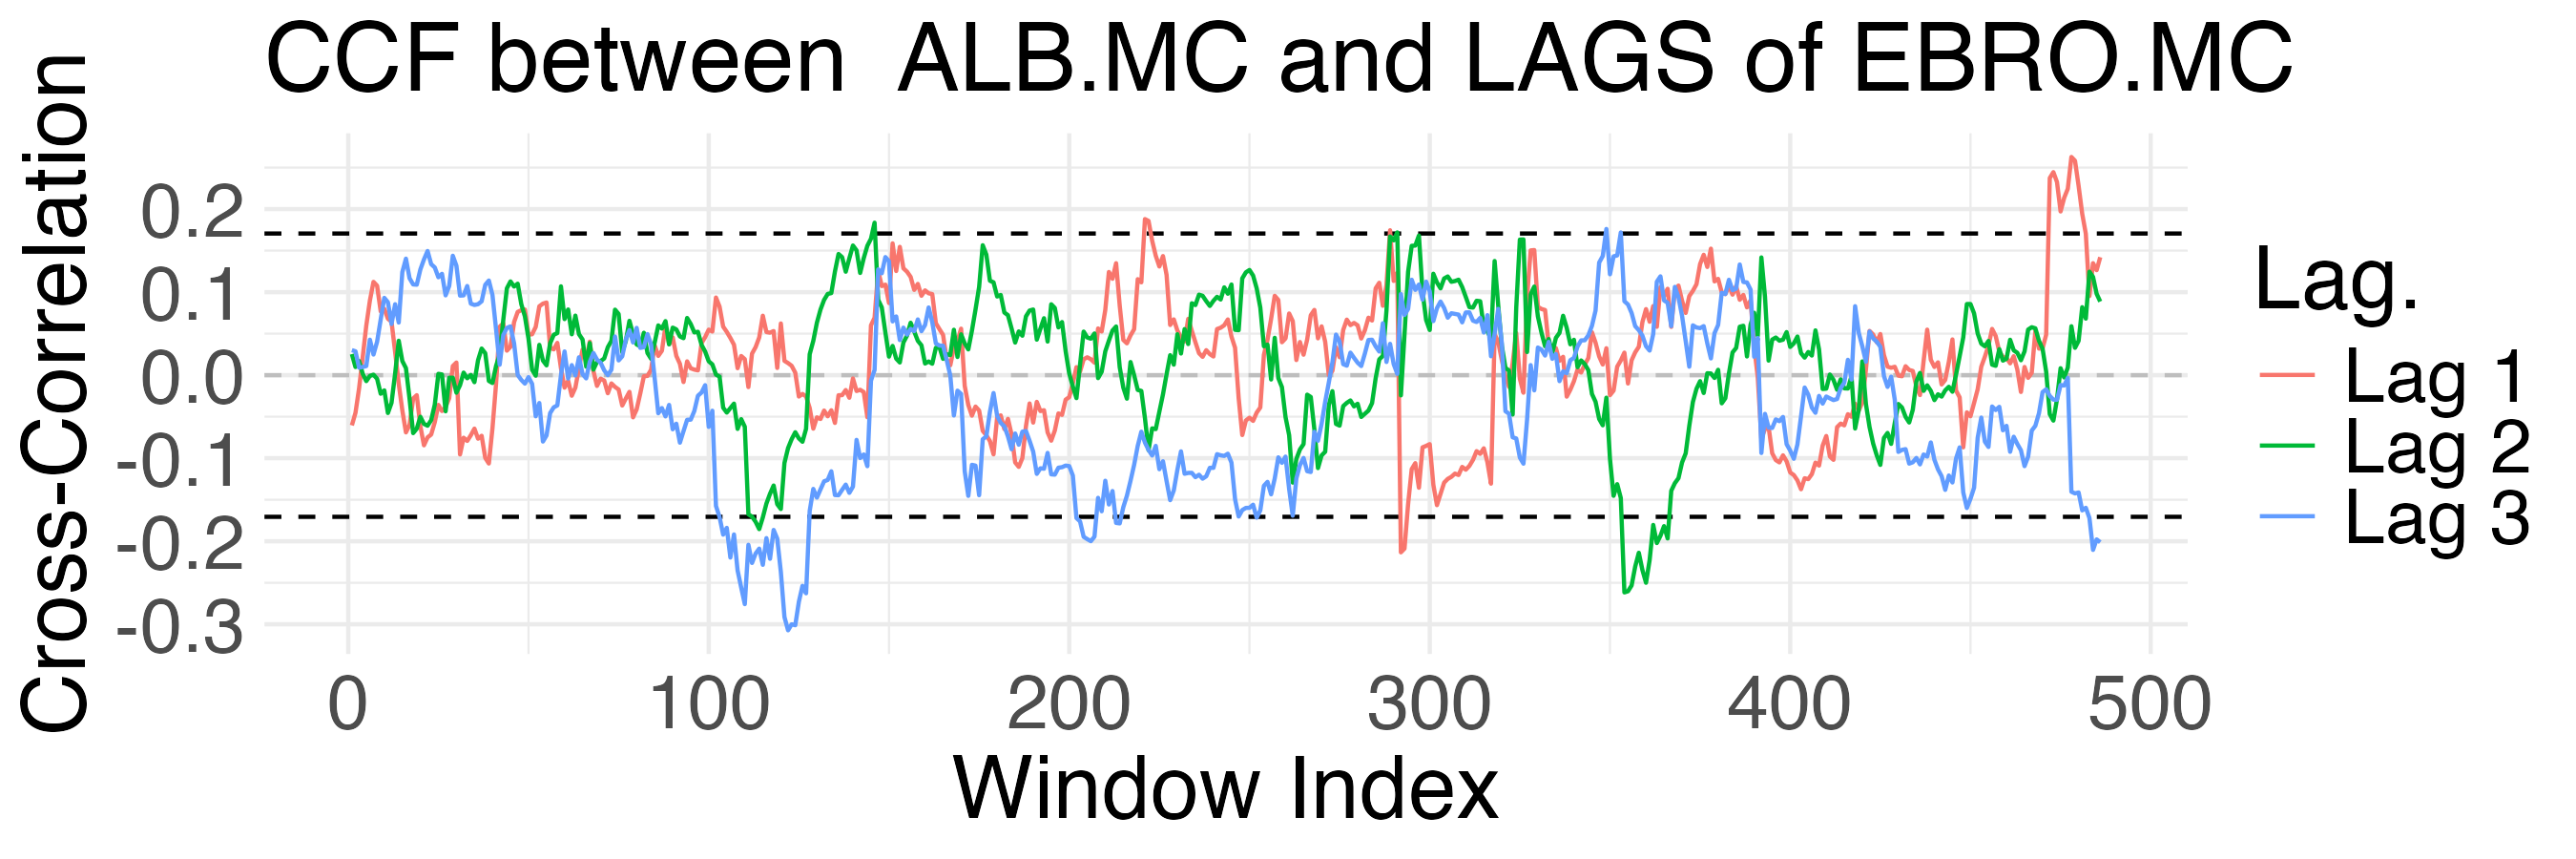 CCF between  ALB.MC and LAGS of EBRO.MC
Cross-Correlation
0.2
0.1
0.0
-0.1
-0.2
-0.3
0 100 200 300 400 500
Window Index
Lag.
Lag 1
Lag 2
Lag 3